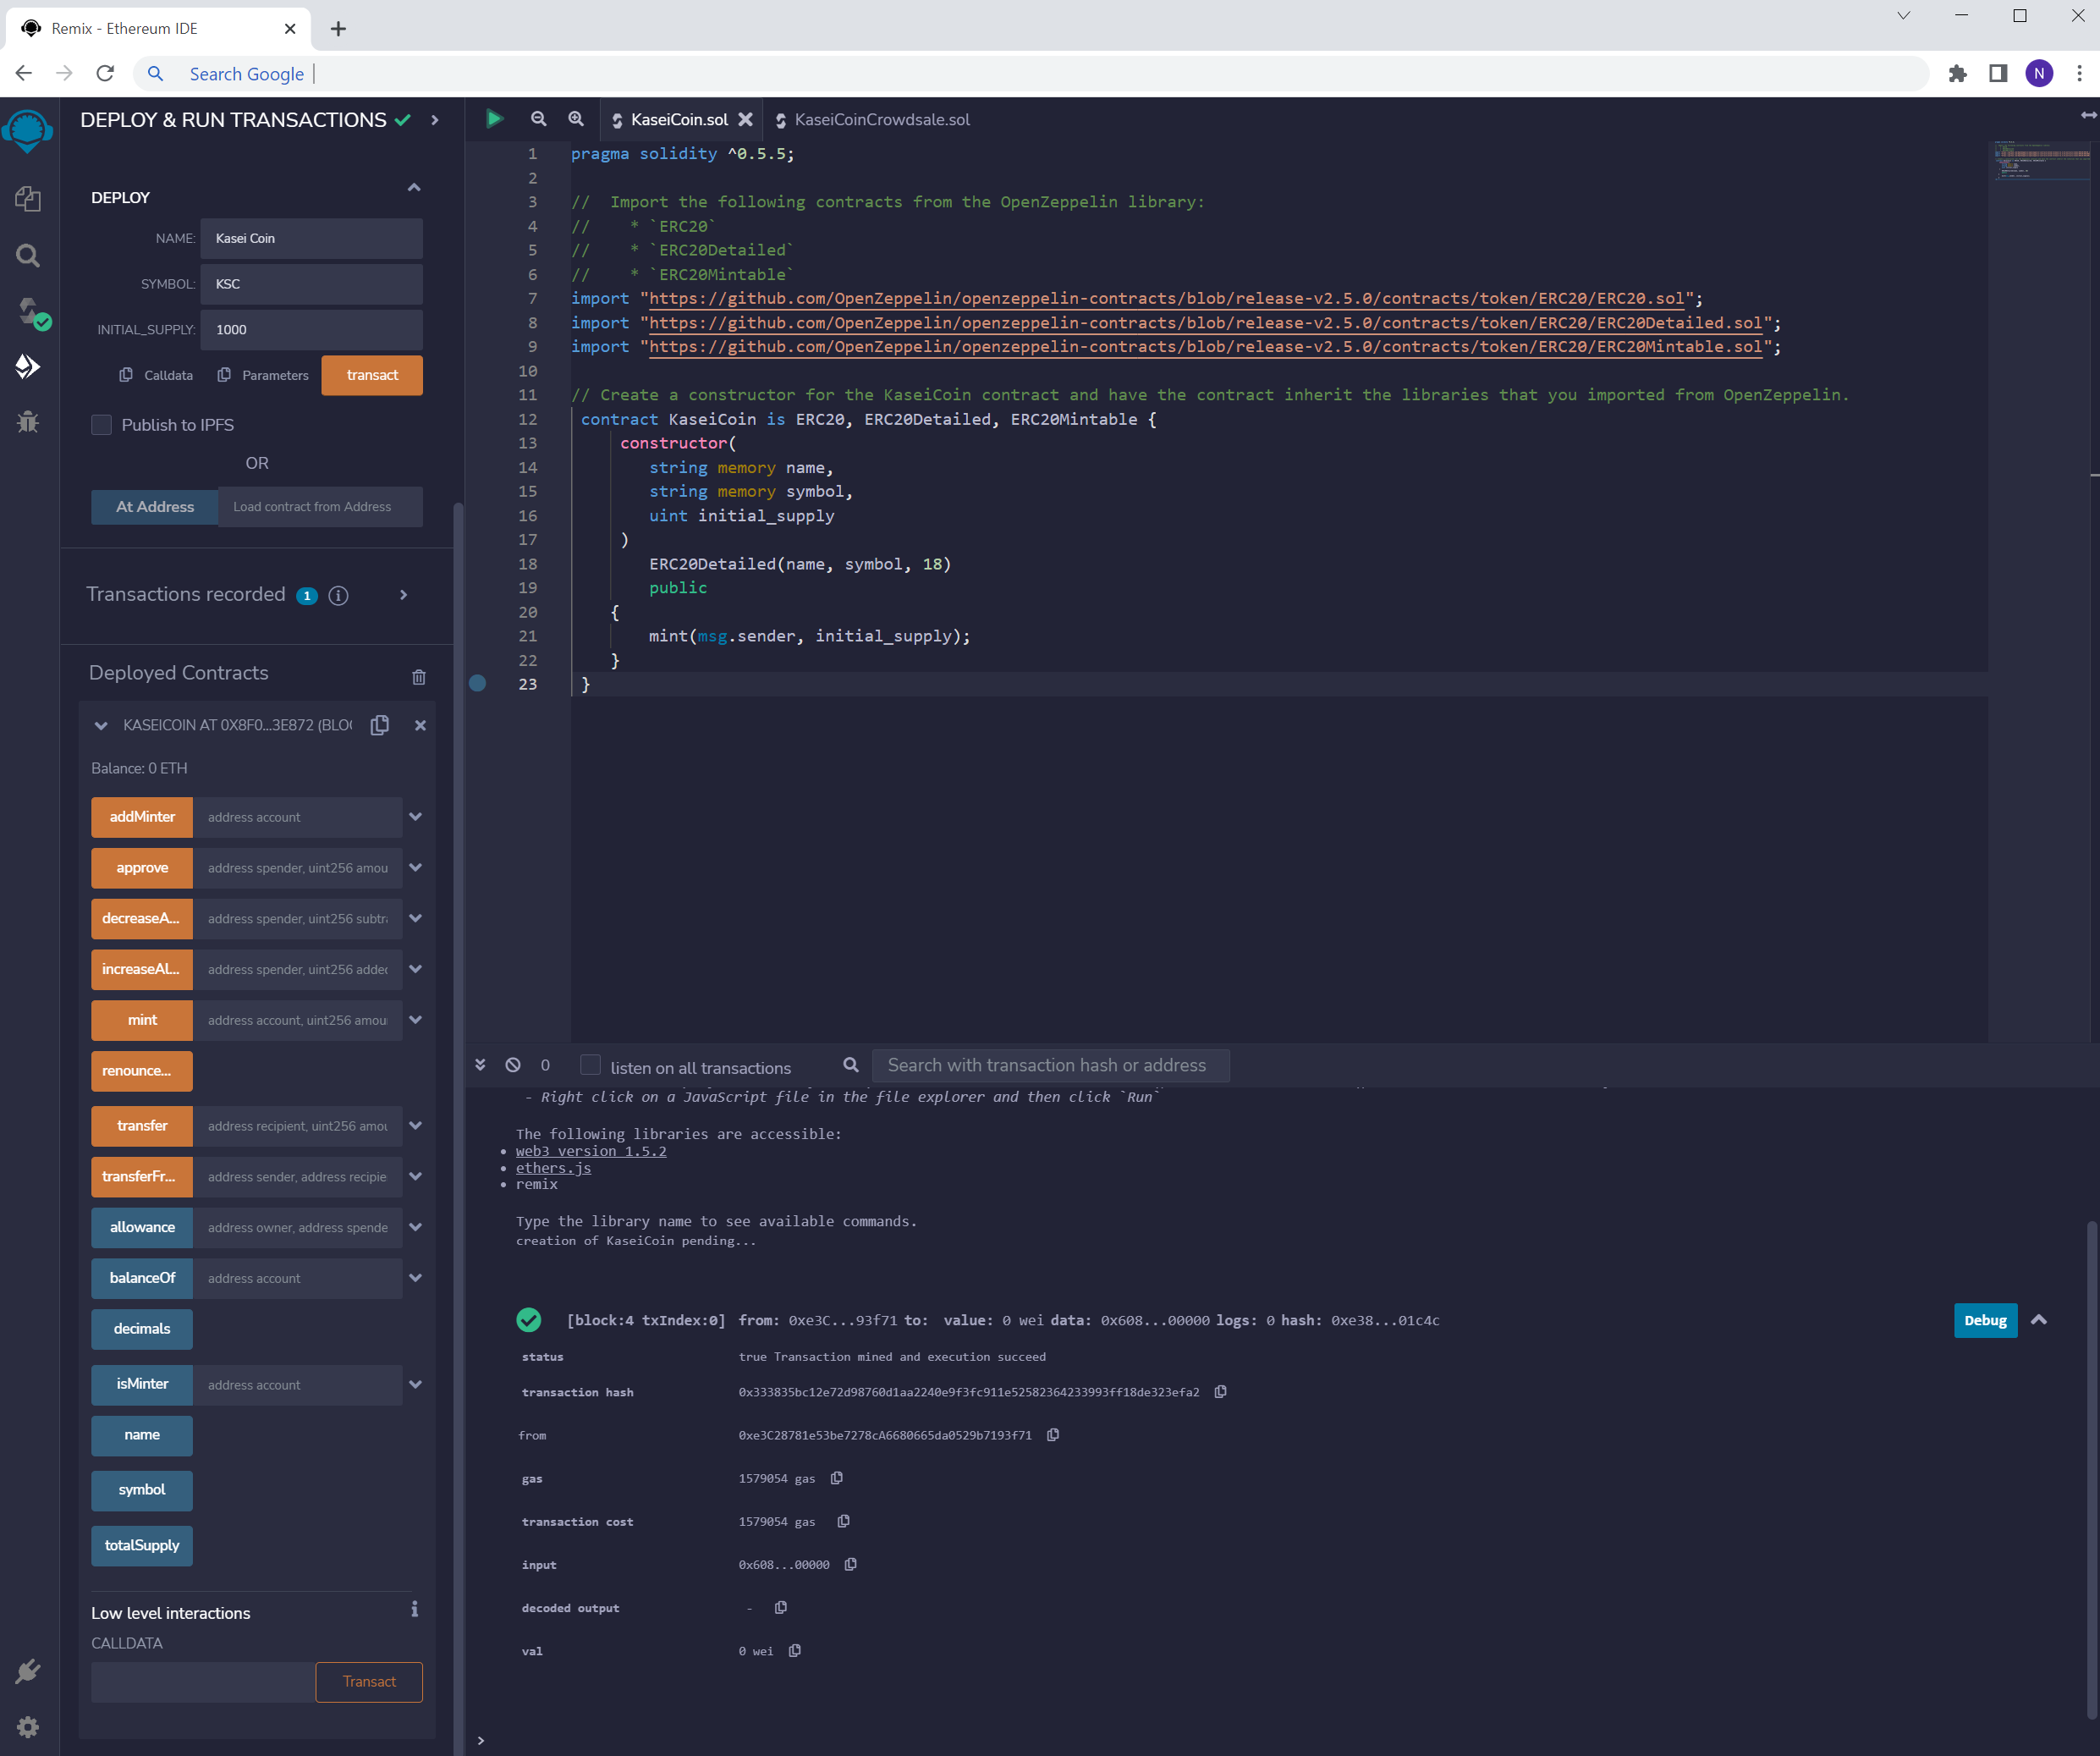 Remix - Ethereum IDE
Search Google
N
DEPLOY & RUN TRANSACTIONS
DEPLOY
NAME: Kasei Coin
SYMBOL: KSC
INITIAL_SUPPLY: 1000
Calldata Parameters transact
Publish to IPFS
OR
At Address Load contract from Address
Transactions recorded 1 i
Deployed Contracts
KASEICOIN AT 0X8F0...3E872 (BLOC
Balance: 0 ETH
addMinter address account
approve address spender, uint256 amou
decreaseA... address spender, uint256 subtr
increaseAl... address spender, uint256 added
mint address account, uint256 amou
renounce...
transfer address recipient, uint256 amou
transferFr... address sender, address recipie
allowance address owner, address spende
balanceOf address account
decimals
isMinter address account
name
symbol
totalSupply
Low level interactions i
CALLDATA
Transact
KaseiCoin.sol KaseiCoinCrowdsale.sol
1 pragma solidity ^0.5.5;
2
3 //  Import the following contracts from the OpenZeppelin library:
4 //    * `ERC20`
5 //    * `ERC20Detailed`
6 //    * `ERC20Mintable`
7 import "https://github.com/OpenZeppelin/openzeppelin-contracts/blob/release-v2.5.0/contracts/token/ERC20/ERC20.sol";
8 import "https://github.com/OpenZeppelin/openzeppelin-contracts/blob/release-v2.5.0/contracts/token/ERC20/ERC20Detailed.sol";
9 import "https://github.com/OpenZeppelin/openzeppelin-contracts/blob/release-v2.5.0/contracts/token/ERC20/ERC20Mintable.sol";
10
11 // Create a constructor for the KaseiCoin contract and have the contract inherit the libraries that you imported from OpenZeppelin.
12 contract KaseiCoin is ERC20, ERC20Detailed, ERC20Mintable {
13 constructor(
14 string memory name,
15 string memory symbol,
16 uint initial_supply
17 )
18 ERC20Detailed(name, symbol, 18)
19 public
20 {
21 mint(msg.sender, initial_supply);
22 }
23 }
0 listen on all transactions Search with transaction hash or address
- Right click on a JavaScript file in the file explorer and then click `Run`
The following libraries are accessible:
• web3 version 1.5.2
• ethers.js
• remix
Type the library name to see available commands.
creation of KaseiCoin pending...
[block:4 txIndex:0] from: 0xe3C...93f71 to: value: 0 wei data: 0x608...00000 logs: 0 hash: 0xe38...01c4c Debug
status true Transaction mined and execution succeed
transaction hash 0x333835bc12e72d98760d1aa2240e9f3fc911e52582364233993ff18de323efa2
from 0xe3C28781e53be7278cA6680665da0529b7193f71
gas 1579054 gas
transaction cost 1579054 gas
input 0x608...00000
decoded output -
val 0 wei
>